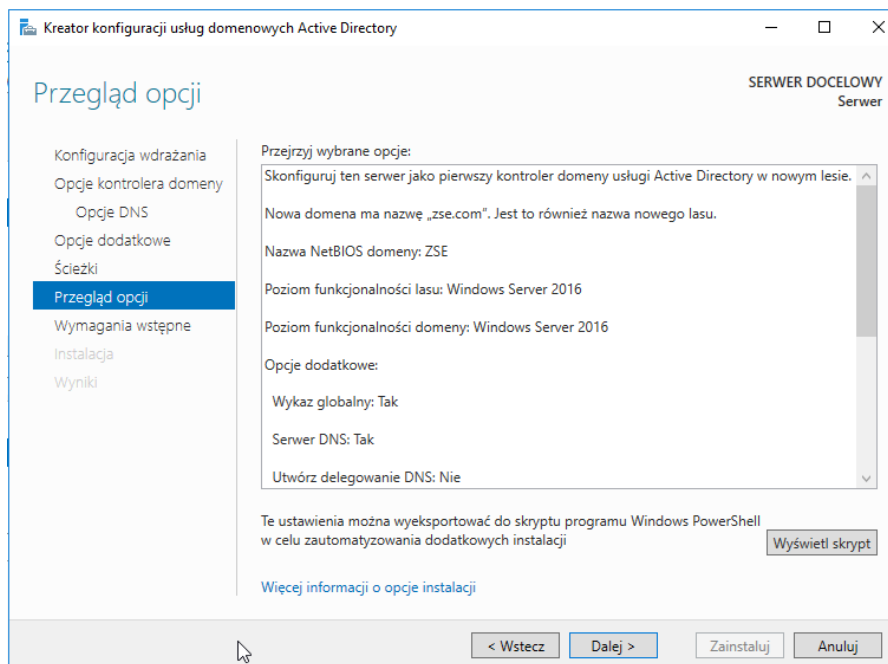 Kreator konfiguracji usług domenowych Active Directory
Przegląd opcji
SERWER DOCELOWY
Serwer
Konfiguracja wdrażania
Opcje kontrolera domeny
Opcje DNS
Opcje dodatkowe
Ścieżki
Przegląd opcji
Wymagania wstępne
Instalacja
Wyniki
Przejrzyj wybrane opcje:
Skonfiguruj ten serwer jako pierwszy kontroler domeny usługi Active Directory w nowym lesie.
Nowa domena ma nazwę „zse.com”. Jest to również nazwa nowego lasu.
Nazwa NetBIOS domeny: ZSE
Poziom funkcjonalności lasu: Windows Server 2016
Poziom funkcjonalności domeny: Windows Server 2016
Opcje dodatkowe:
Wykaz globalny: Tak
Serwer DNS: Tak
Utwórz delegowanie DNS: Nie
Te ustawienia można wyeksportować do skryptu programu Windows PowerShell
w celu zautomatyzowania dodatkowych instalacji
Wyświetl skrypt
Więcej informacji o opcje instalacji
< Wstecz
Dalej >
Zainstaluj
Anuluj